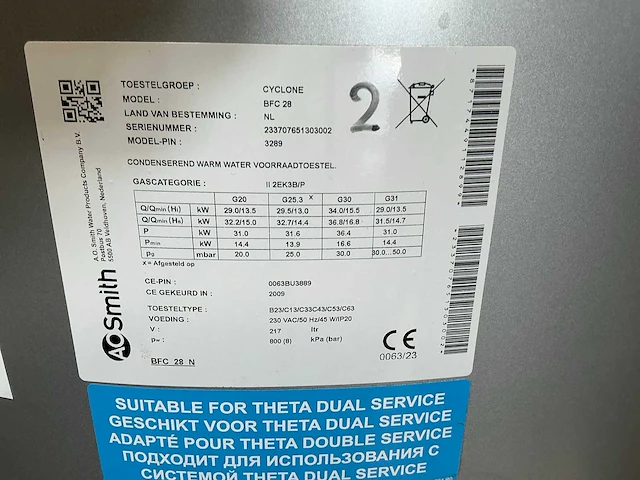 TOESTELGROEP : CYCLONE
MODEL : BFC 28
LAND VAN BESTEMMING : NL
SERIENUMMER : 233707651303002
MODEL-PIN : 3289
2
CONDENSEREND WARM WATER VOORRAADTOESTEL.
GASCATEGORIE : II 2EK3B/P
G20 G25.3 x G30 G31
Q/Qmin (Hi) kW 29.0/13.5 29.5/13.0 34.0/15.5 29.0/13.5
Q/Qmin (Hs) kW 32.2/15.0 32.7/14.4 36.8/16.8 31.5/14.7
P kW 31.0 31.6 36.4 31.0
Pmin kW 14.4 13.9 16.6 14.4
Pg mbar 20.0 25.0 30.0 30.0...50.0
x = Afgesteld op
CE-PIN : 0063BU3889
CE GEKEURD IN : 2009
TOESTELTYPE : B23/C13/C33C43/C53/C63
VOEDING : 230 VAC/50 Hz/45 W/IP20
V : 217 ltr
pw : 800 (8) kPa (bar)
CE
0063/23
BFC 28 N
AO Smith
A.O. Smith Water Products Company B.V.
Postbus 70
5500 AB Veldhoven, Nederland
SUITABLE FOR THETA DUAL SERVICE
GESCHIKT VOOR THETA DUAL SERVICE
ADAPTÉ POUR THETA DOUBLE SERVICE
ПОДХОДИТ ДЛЯ ИСПОЛЬЗОВАНИЯ С
СИСТЕМОЙ THETA DUAL SERVICE